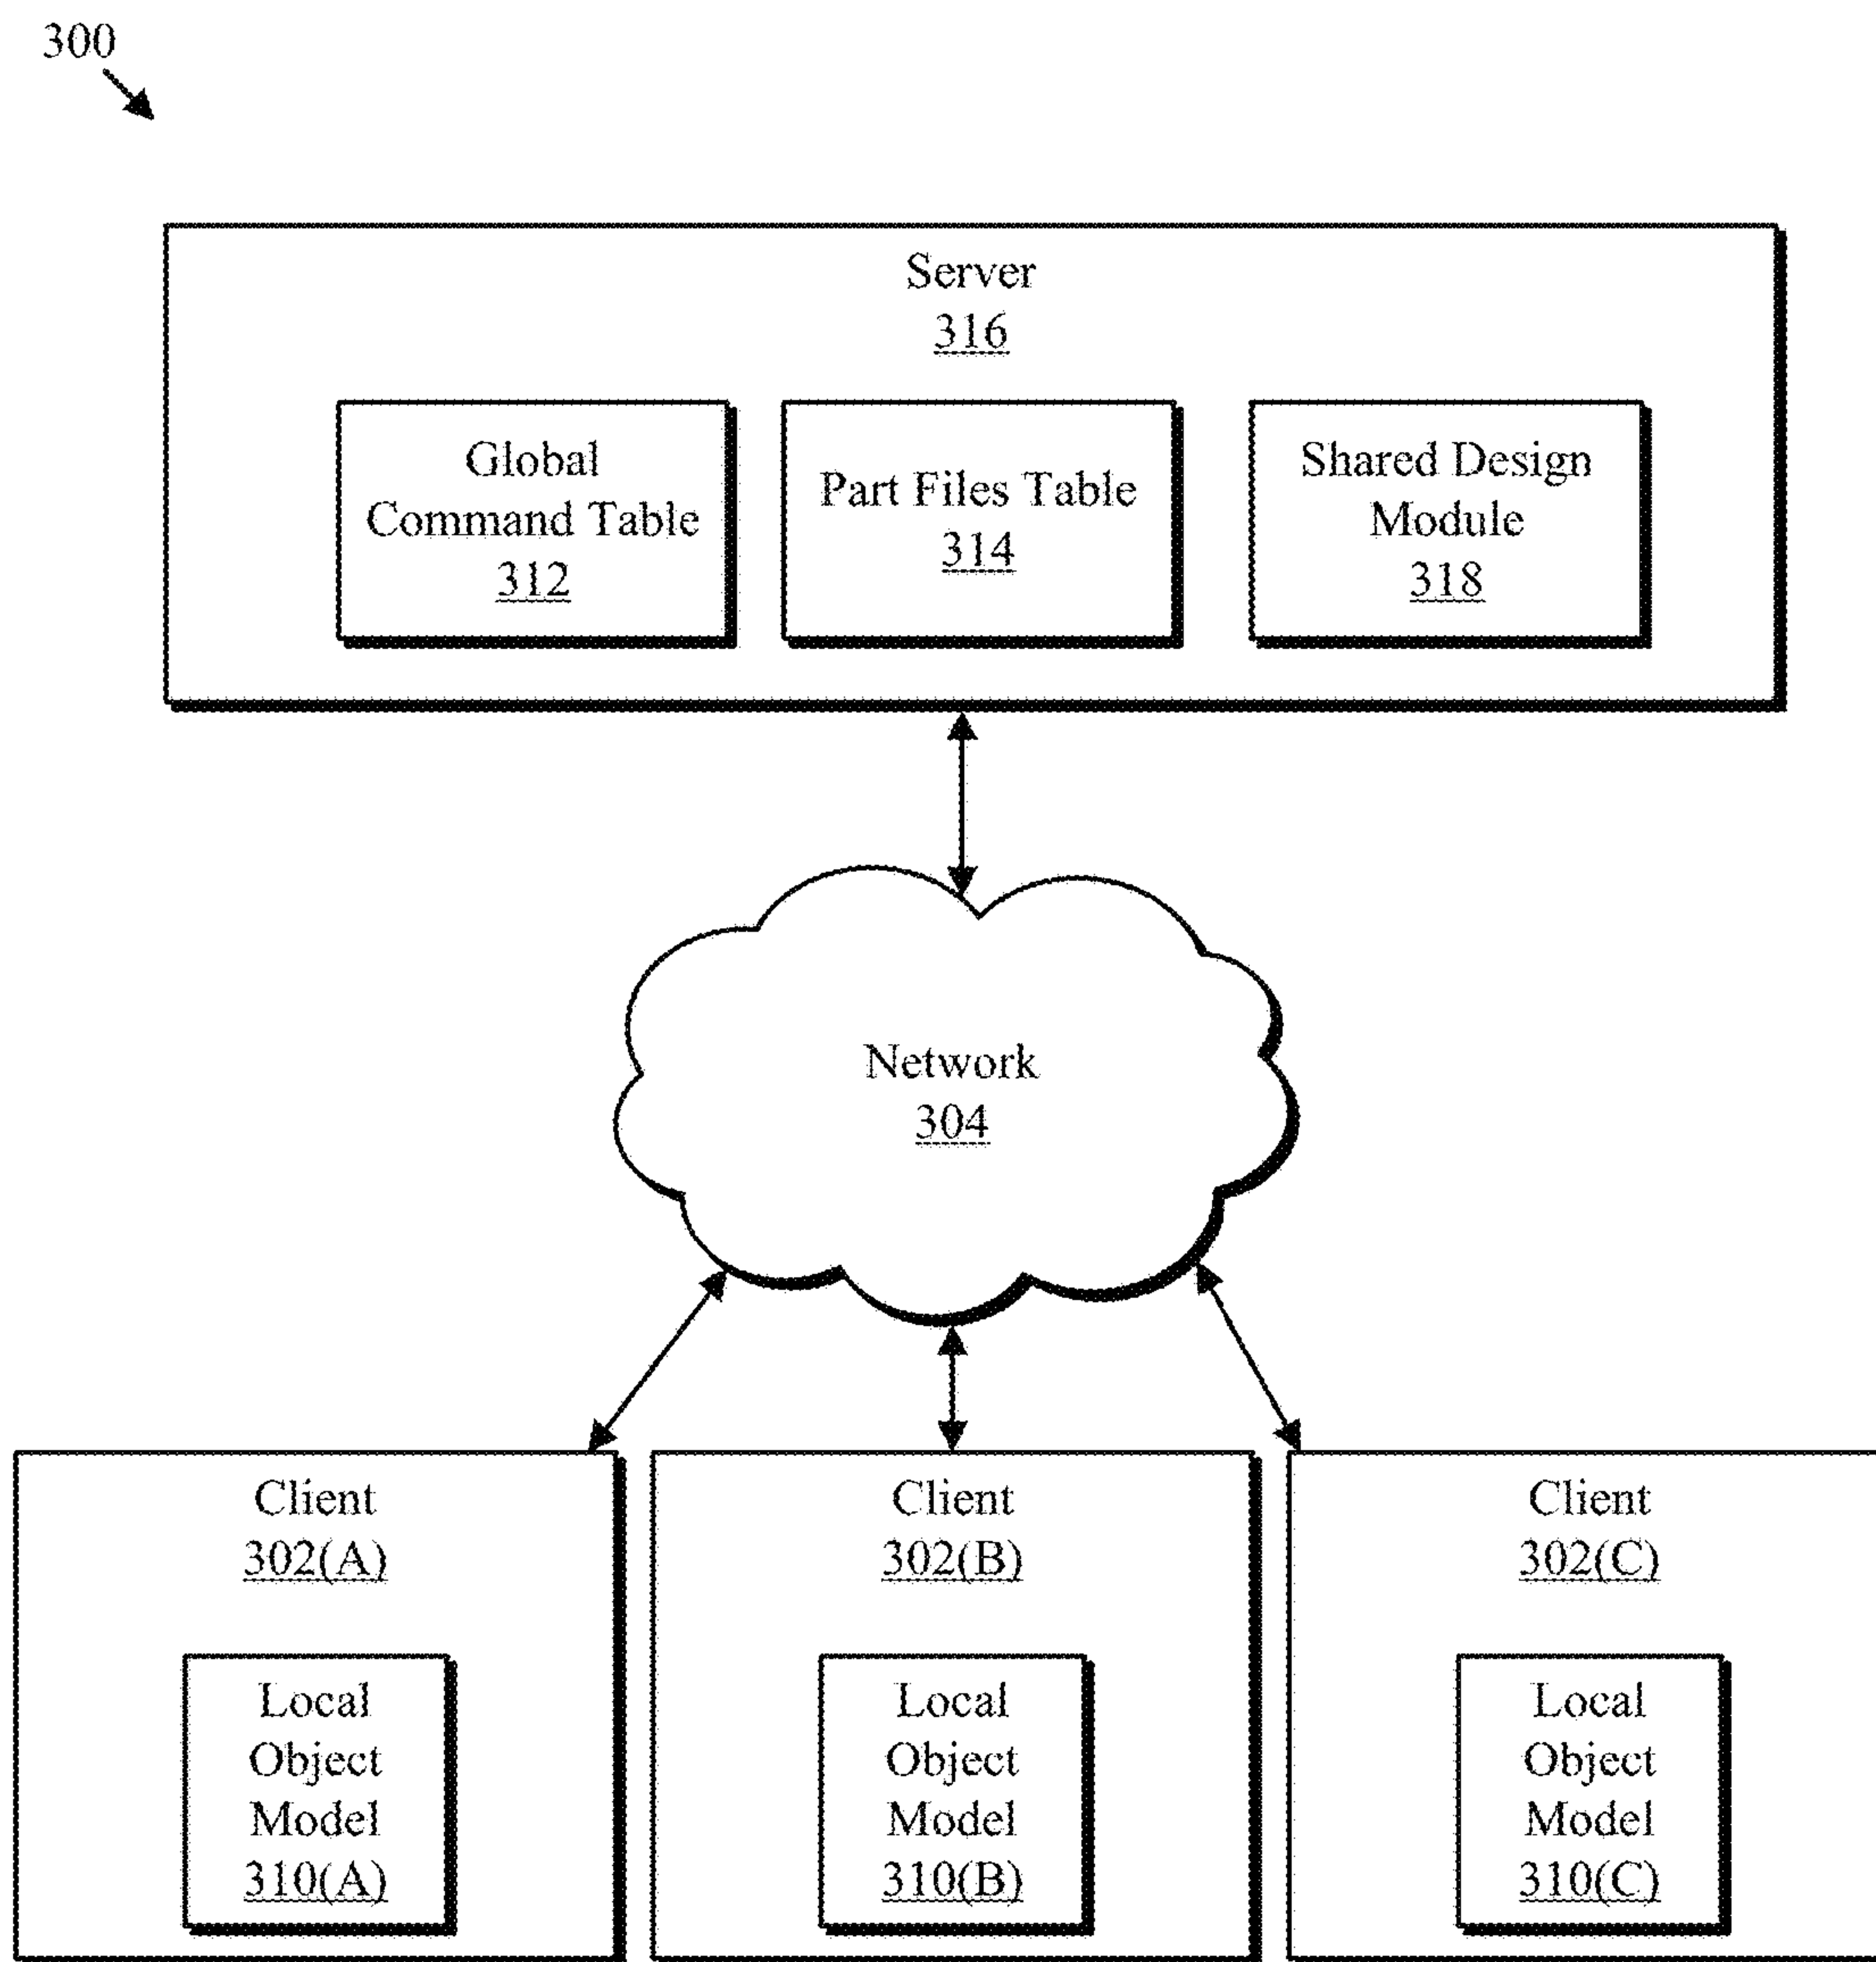 300
Server
316
Global
Command Table
312
Part Files Table
314
Shared Design
Module
318
Network
304
Client
302(A)
Local
Object
Model
310(A)
Client
302(B)
Local
Object
Model
310(B)
Client
302(C)
Local
Object
Model
310(C)